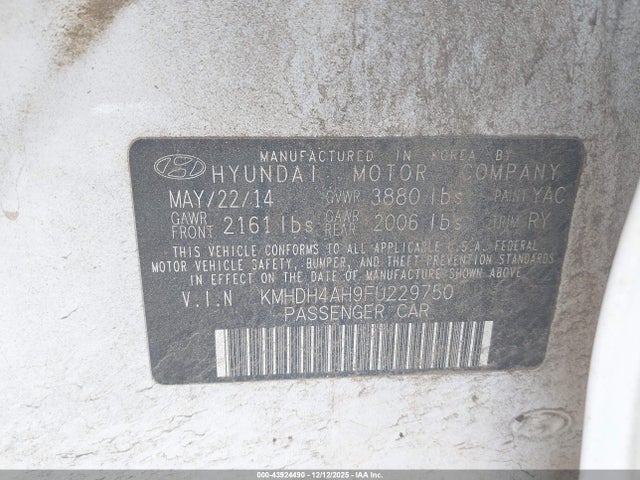 MANUFACTURED IN KOREA BY
HYUNDAI MOTOR COMPANY
MAY/22/14 GVWR 3880 lbs PAINT YAC
GAWR FRONT 2161 lbs GAWR REAR 2006 lbs TRIM RY
THIS VEHICLE CONFORMS TO ALL APPLICABLE U.S.A. FEDERAL
MOTOR VEHICLE SAFETY, BUMPER, AND THEFT PREVENTION
STANDARDS IN EFFECT ON THE DATE OF MANUFACTURE SHOWN ABOVE.
V.I.N KMHDH4AH9FU229750
PASSENGER CAR
000-43924490 - 12/12/2025 - IAA